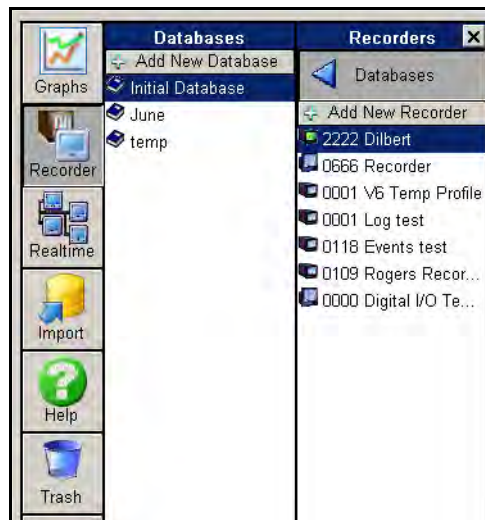 Graphs
Recorder
Realtime
Import
Help
Trash
Databases
Add New Database
Initial Database
June
temp
Recorders
Databases
Add New Recorder
2222 Dilbert
0666 Recorder
0001 V6 Temp Profile
0001 Log test
0118 Events test
0109 Rogers Recor...
0000 Digital I/O Te...